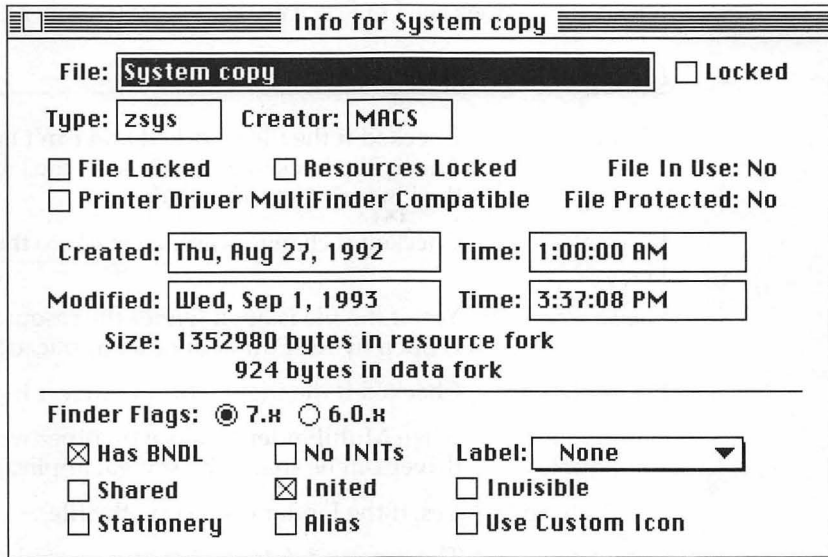 Info for System copy
File: System copy Locked
Type: zsys Creator: MACS
File Locked Resources Locked File In Use: No
Printer Driver MultiFinder Compatible File Protected: No
Created: Thu, Aug 27, 1992 Time: 1:00:00 AM
Modified: Wed, Sep 1, 1993 Time: 3:37:08 PM
Size: 1352980 bytes in resource fork
924 bytes in data fork
Finder Flags: 7.x 6.0.x
Has BNDL No INITs Label: None
Shared Inited Invisible
Stationery Alias Use Custom Icon